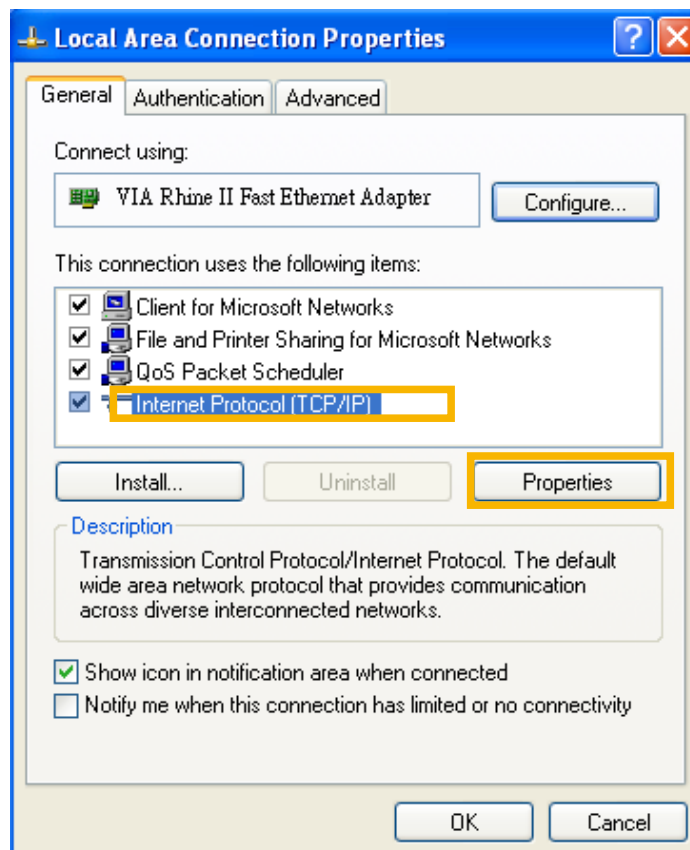 Local Area Connection Properties
General Authentication Advanced
Connect using:
VIA Rhine II Fast Ethernet Adapter Configure...
This connection uses the following items:
Client for Microsoft Networks
File and Printer Sharing for Microsoft Networks
QoS Packet Scheduler
Internet Protocol (TCP/IP)
Install... Uninstall Properties
Description
Transmission Control Protocol/Internet Protocol. The default
wide area network protocol that provides communication
across diverse interconnected networks.
Show icon in notification area when connected
Notify me when this connection has limited or no connectivity
OK Cancel